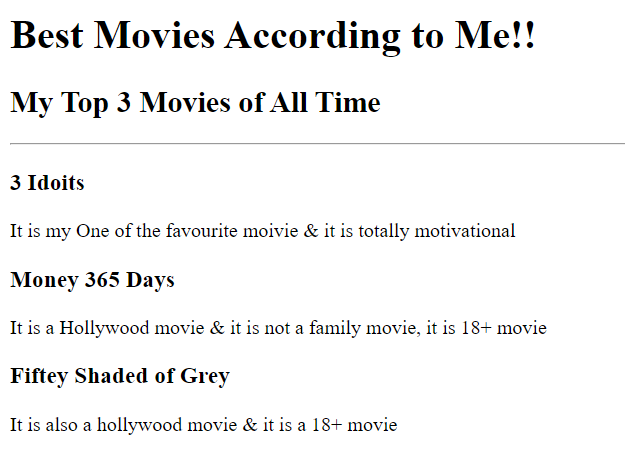 Best Movies According to Me!!
My Top 3 Movies of All Time
3 Idoits
It is my One of the favourite moivie & it is totally motivational
Money 365 Days
It is a Hollywood movie & it is not a family movie, it is 18+ movie
Fiftey Shaded of Grey
It is also a hollywood movie & it is a 18+ movie